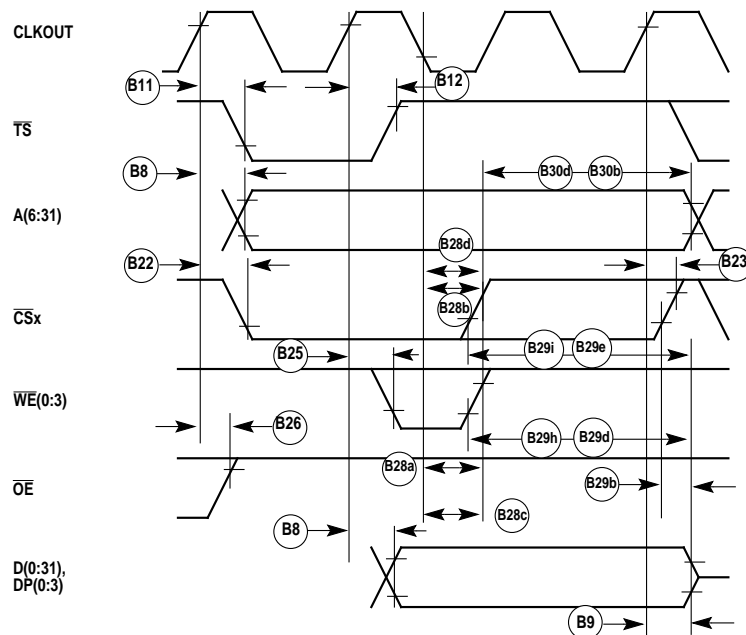 CLKOUT
B11
B12
TS
B8
B30d B30b
A(6:31)
B28d
B22
B23
CSx
B28b
B25
B29i B29e
WE(0:3)
B26
B29h B29d
B28a
OE
B29b
B28c
B8
D(0:31),
DP(0:3)
B9